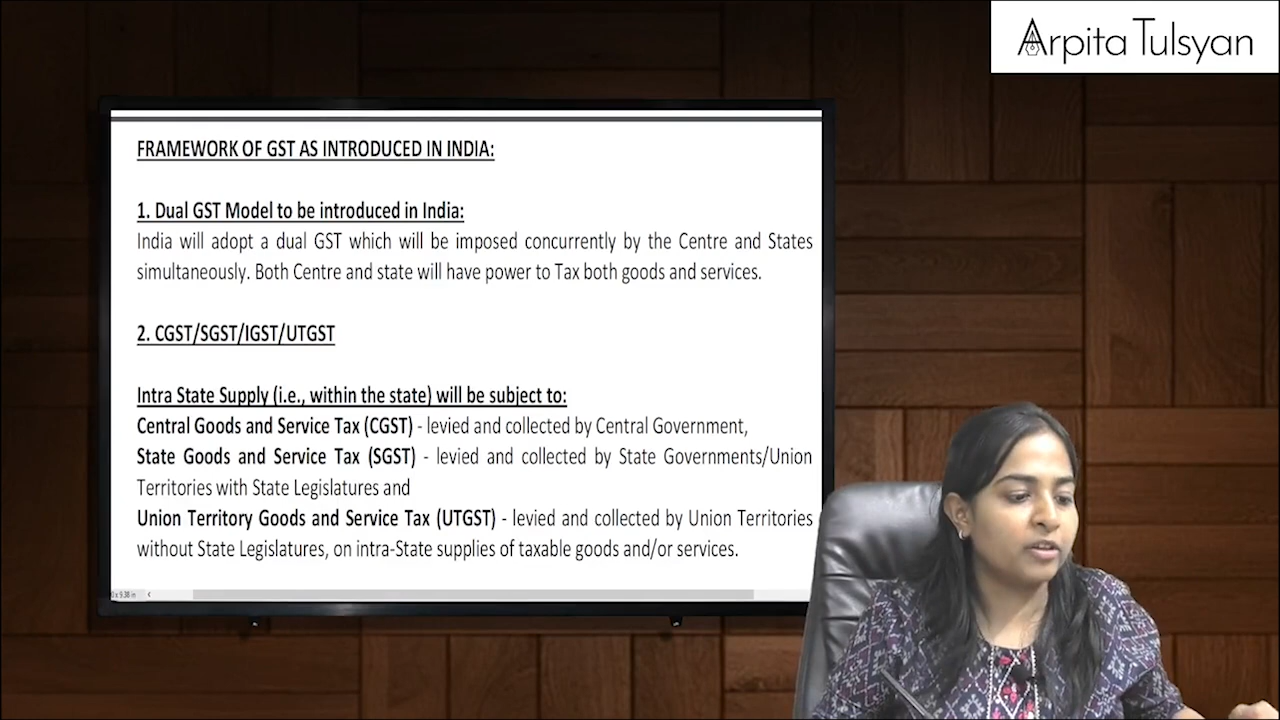 Arpita Tulsyan
FRAMEWORK OF GST AS INTRODUCED IN INDIA:
1. Dual GST Model to be introduced in India:
India will adopt a dual GST which will be imposed concurrently by the Centre and States
simultaneously. Both Centre and state will have power to Tax both goods and services.
2. CGST/SGST/IGST/UTGST
Intra State Supply (i.e., within the state) will be subject to:
Central Goods and Service Tax (CGST) - levied and collected by Central Government,
State Goods and Service Tax (SGST) - levied and collected by State Governments/Union
Territories with State Legislatures and
Union Territory Goods and Service Tax (UTGST) - levied and collected by Union Territories
without State Legislatures, on intra-State supplies of taxable goods and/or services.